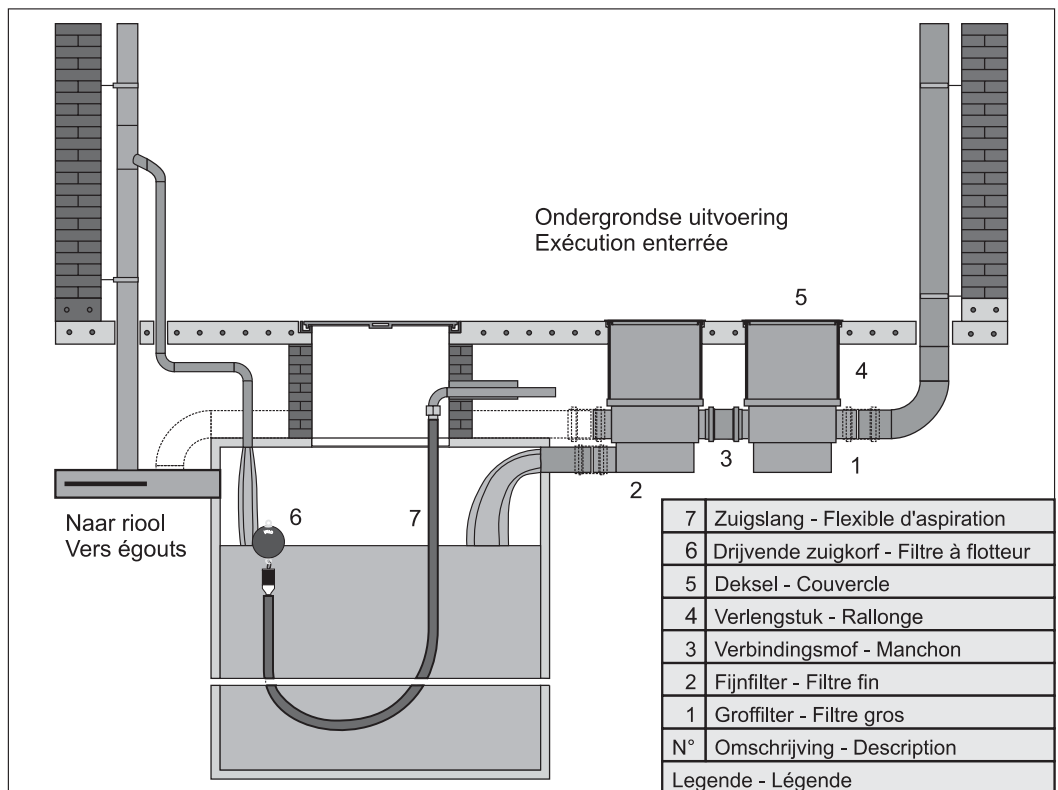 Ondergrondse uitvoering
Exécution enterrée
5
4
3
1
2
6
7
Naar riool
Vers égouts
7 Zuigslang - Flexible d'aspiration
6 Drijvende zuigkorf - Filtre à flotteur
5 Deksel - Couvercle
4 Verlengstuk - Rallonge
3 Verbindingsmof - Manchon
2 Fijnfilter - Filtre fin
1 Groffilter - Filtre gros
N° Omschrijving - Description
Legende - Légende